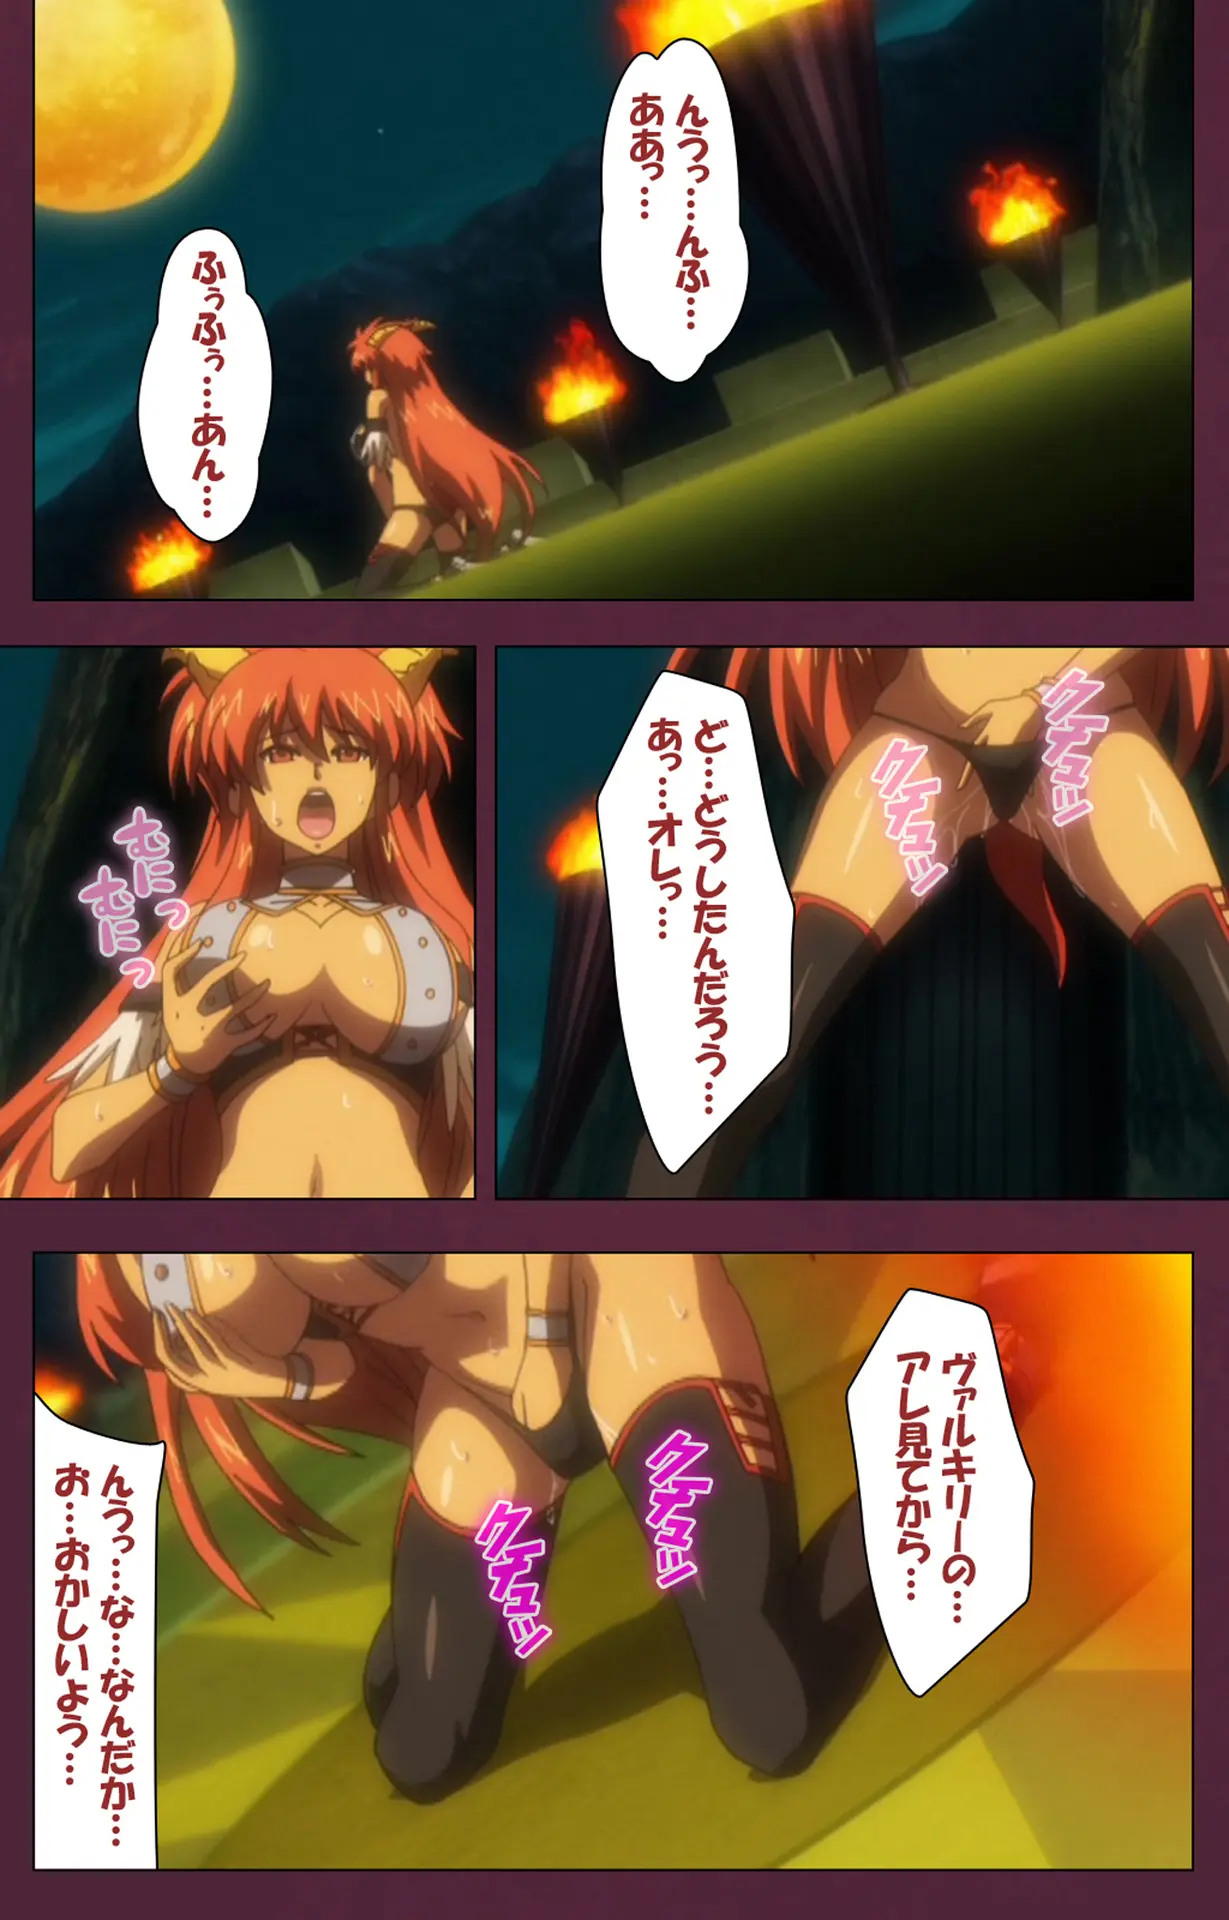 んうっ…んふ…
ああっ…
ふぅふぅ…あん…
クチュッ
クチュッ
ど…どうしたんだろう…
あっ…オレっ…
むにっ
むにっ
ヴァルキリーの…
アレ見てから…
クチュッ
クチュッ
んうっ…な…なんだか…
お…おかしいよう…